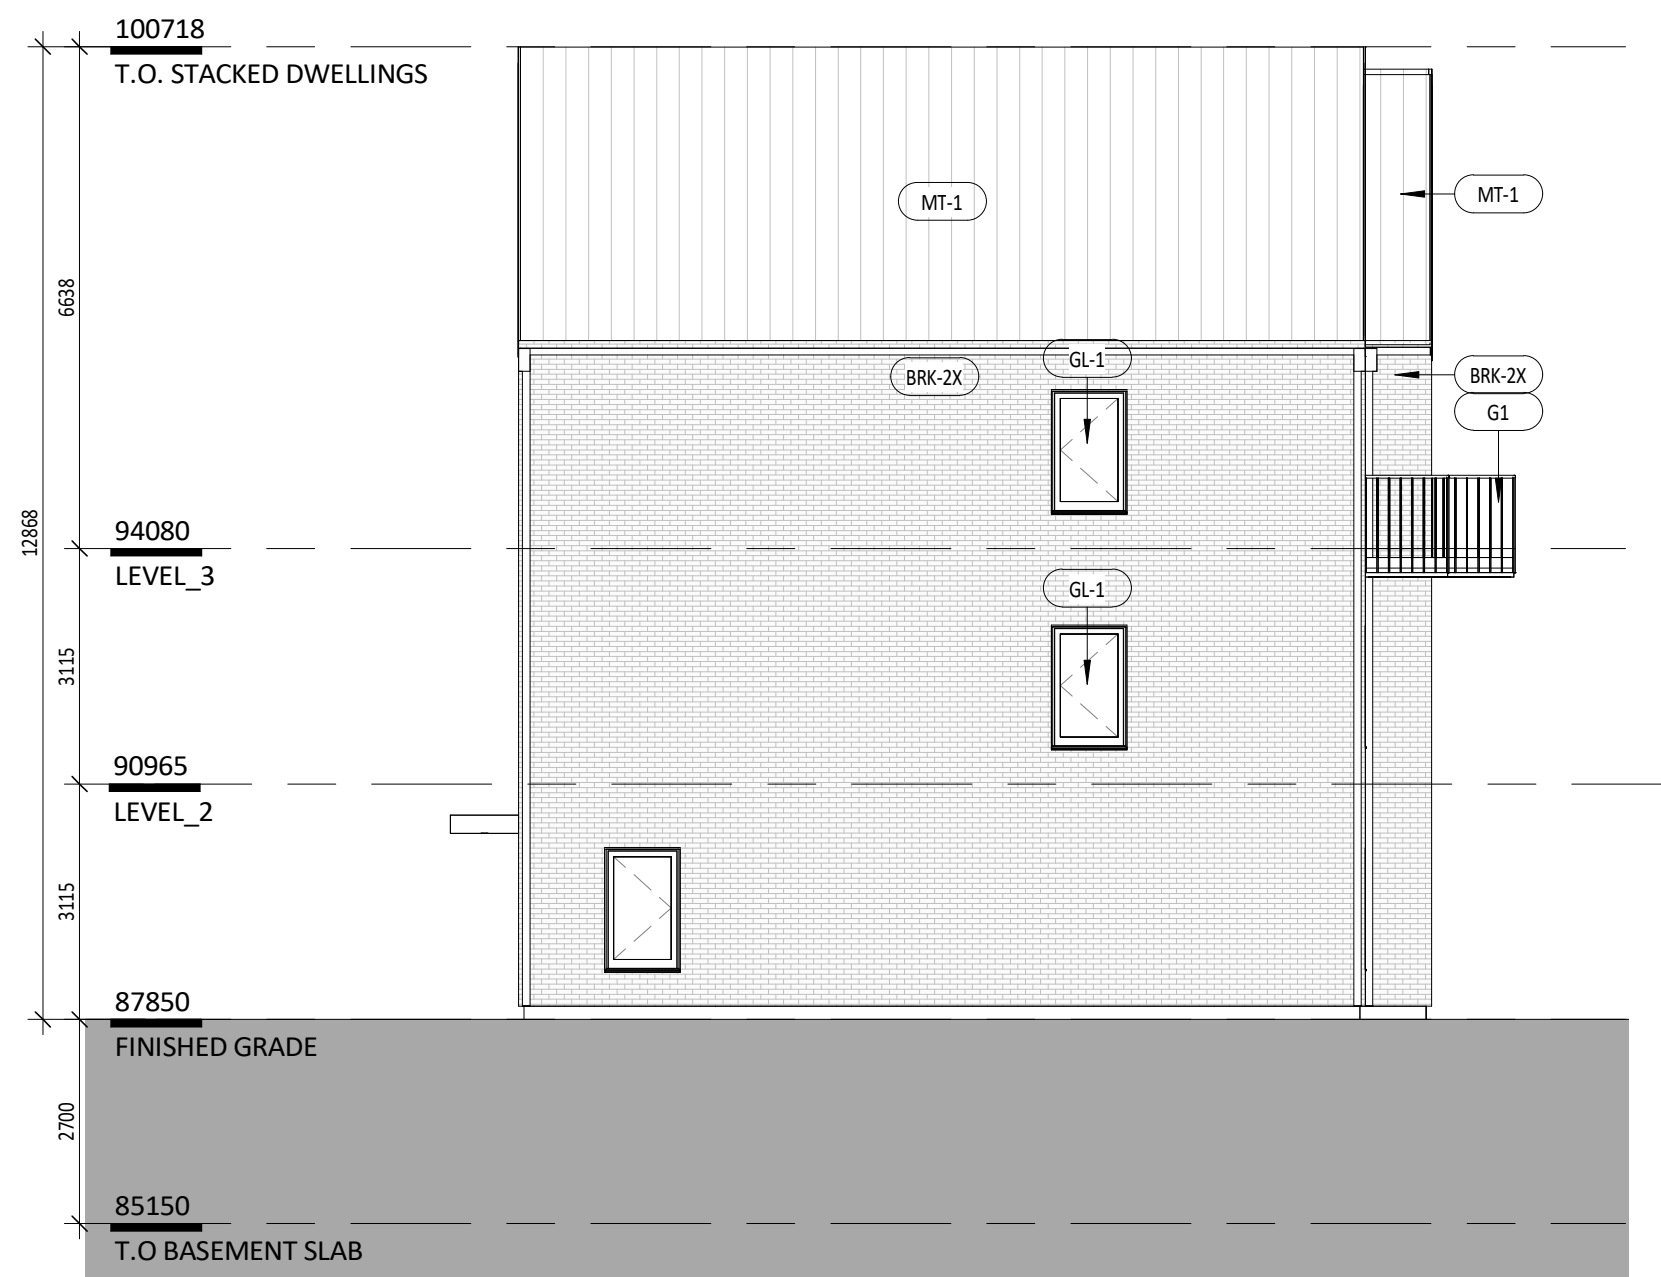 100718
T.O. STACKED DWELLINGS
MT-1
MT-1
6638
GL-1
BRK-2X
BRK-2X
G1
12868
94080
LEVEL_3
GL-1
3115
90965
LEVEL_2
3115
87850
FINISHED GRADE
2700
85150
T.O BASEMENT SLAB